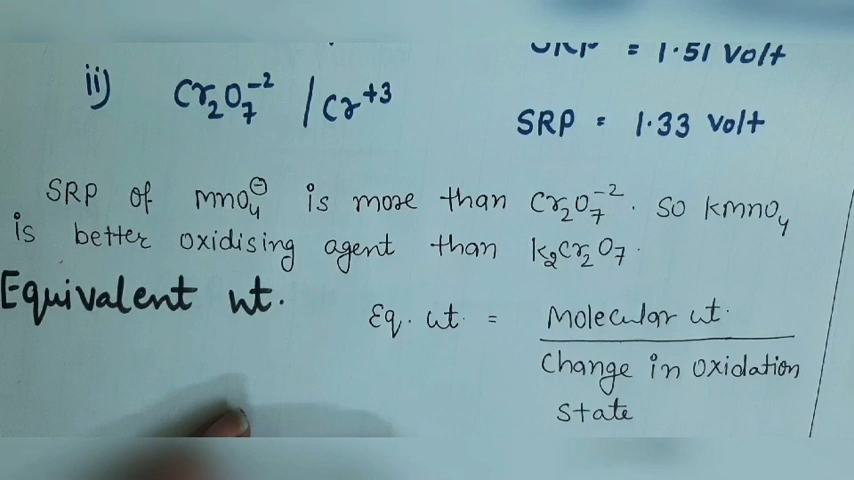 = 1.51 Volt
ii) Cr₂O₇⁻² / Cr⁺³
SRP = 1.33 Volt
SRP of mnO₄⊖ is more than Cr₂O₇⁻². So kmnO₄
is better oxidising agent than k₂Cr₂O₇.
Equivalent wt.
Eq. wt. = Molecular wt.
Change in oxidation
state